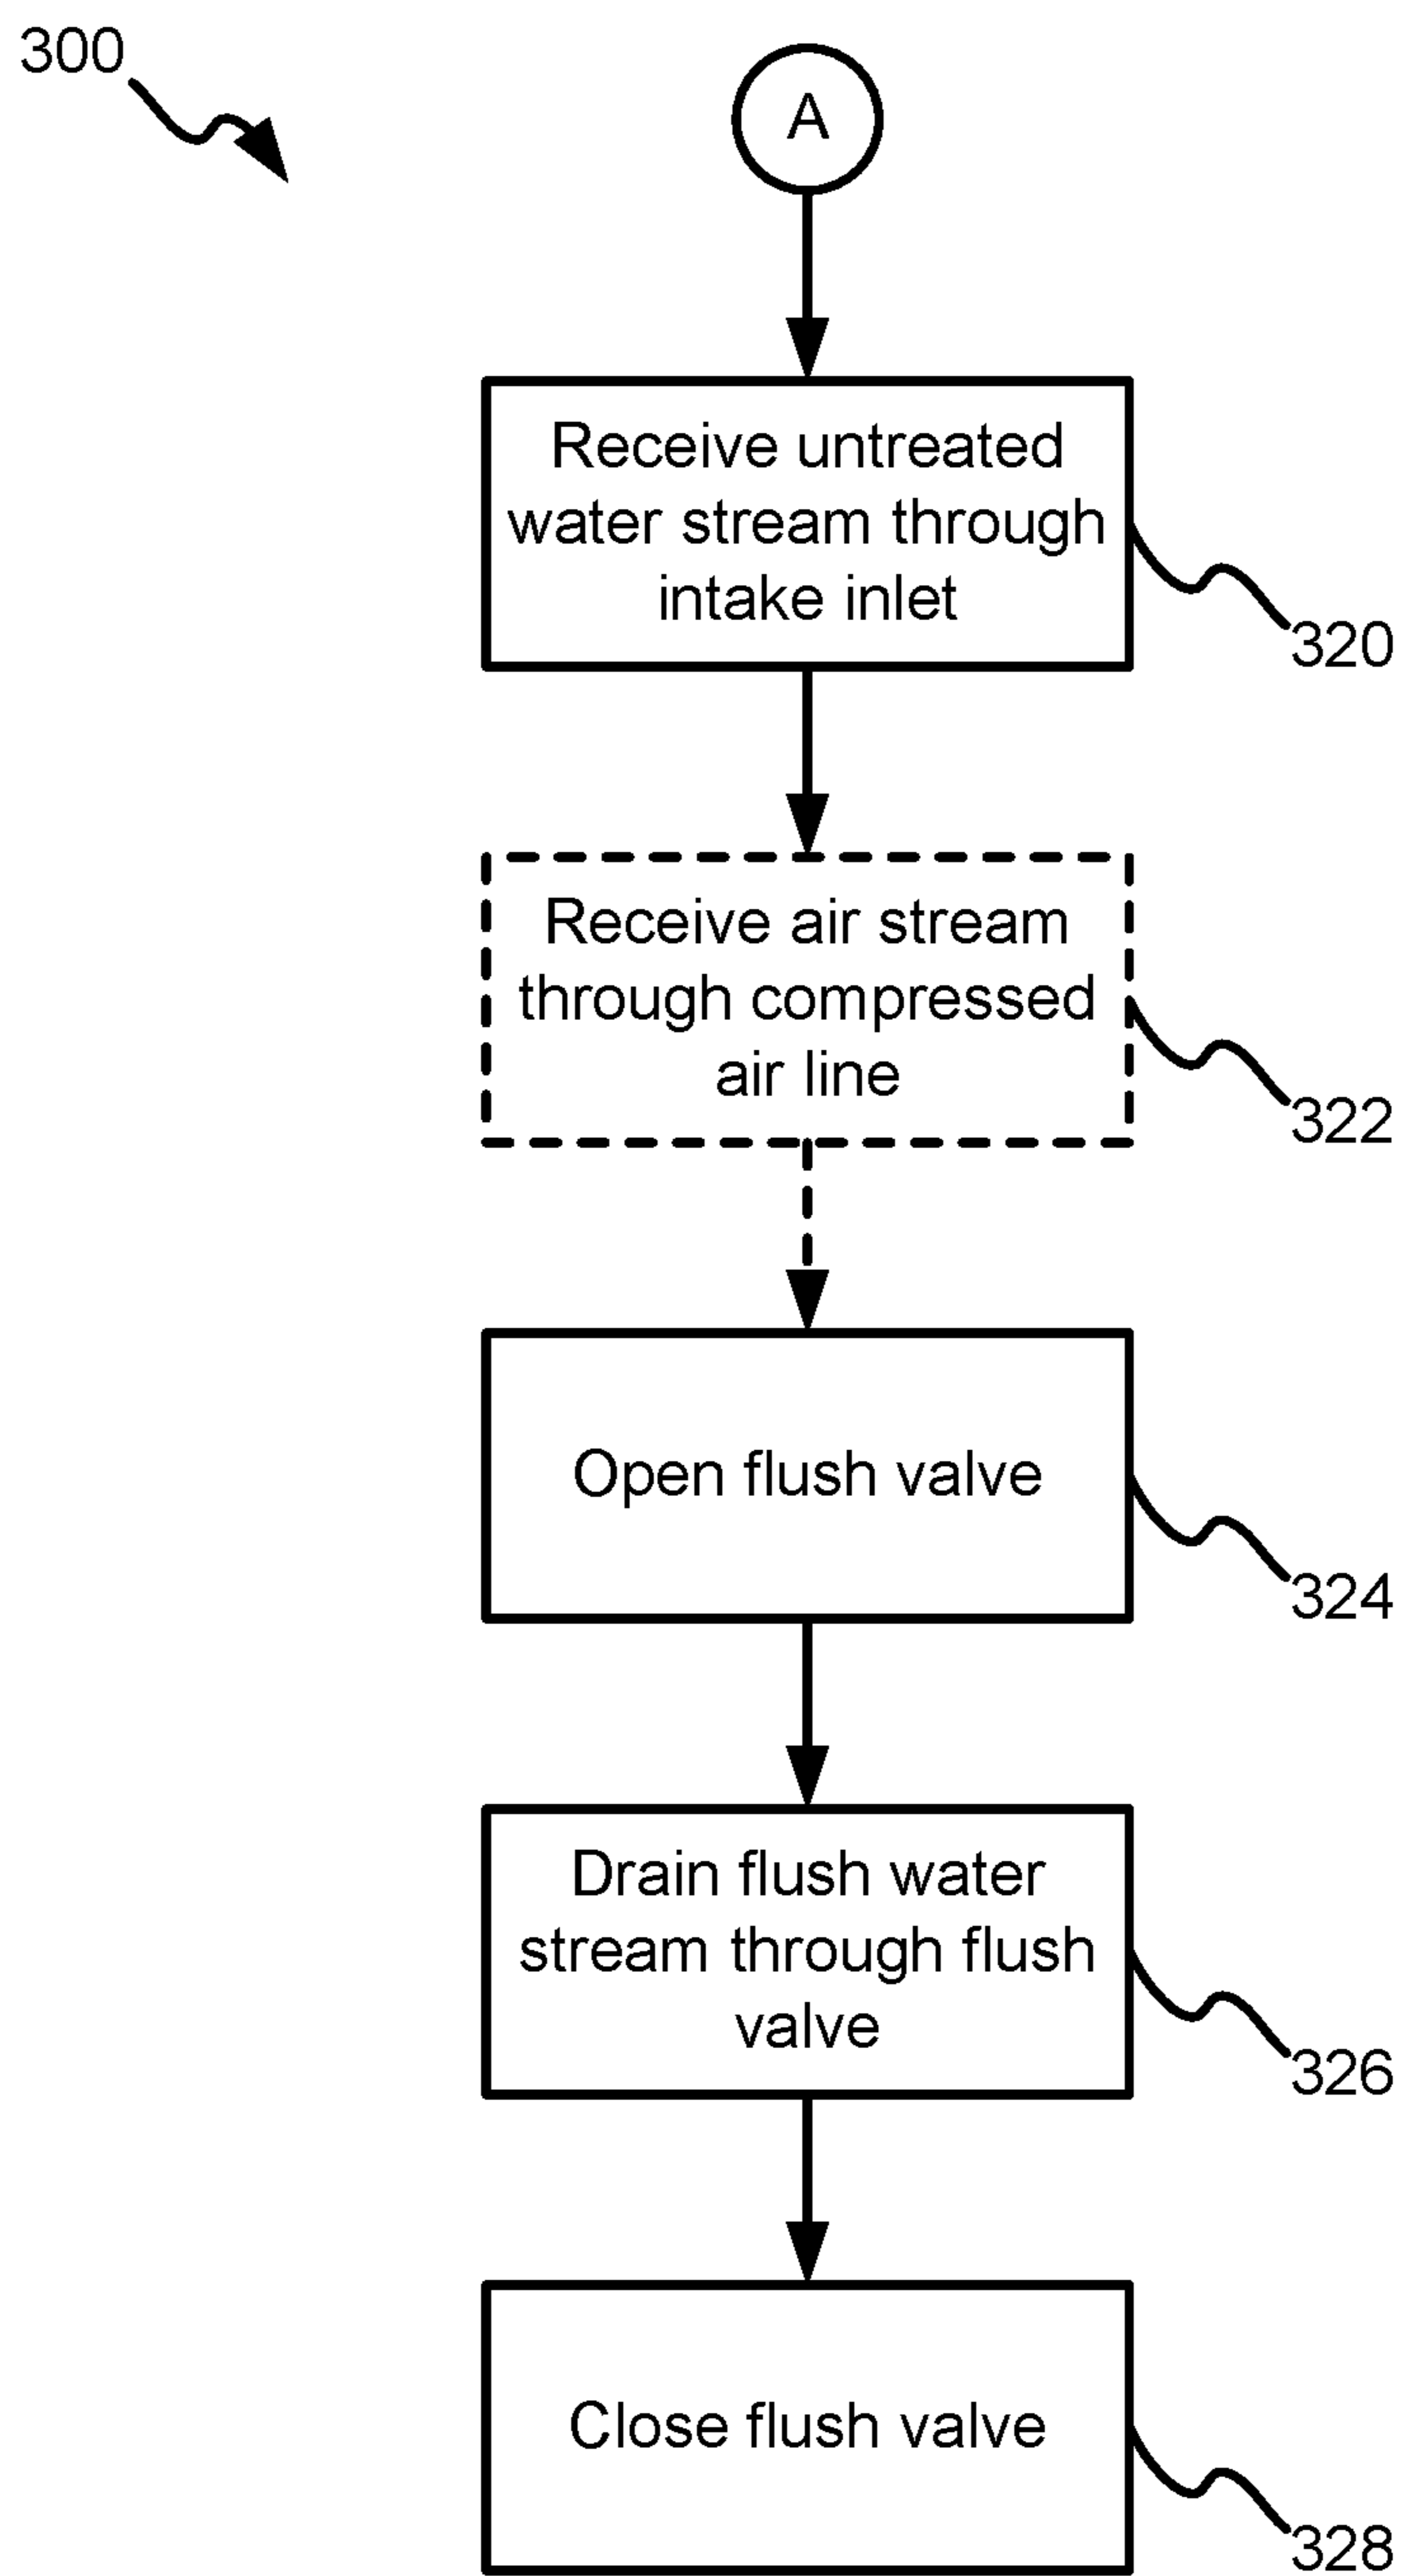 300
A
Receive untreated
water stream through
intake inlet
320
Receive air stream
through compressed
air line
322
Open flush valve
324
Drain flush water
stream through flush
valve
326
Close flush valve
328